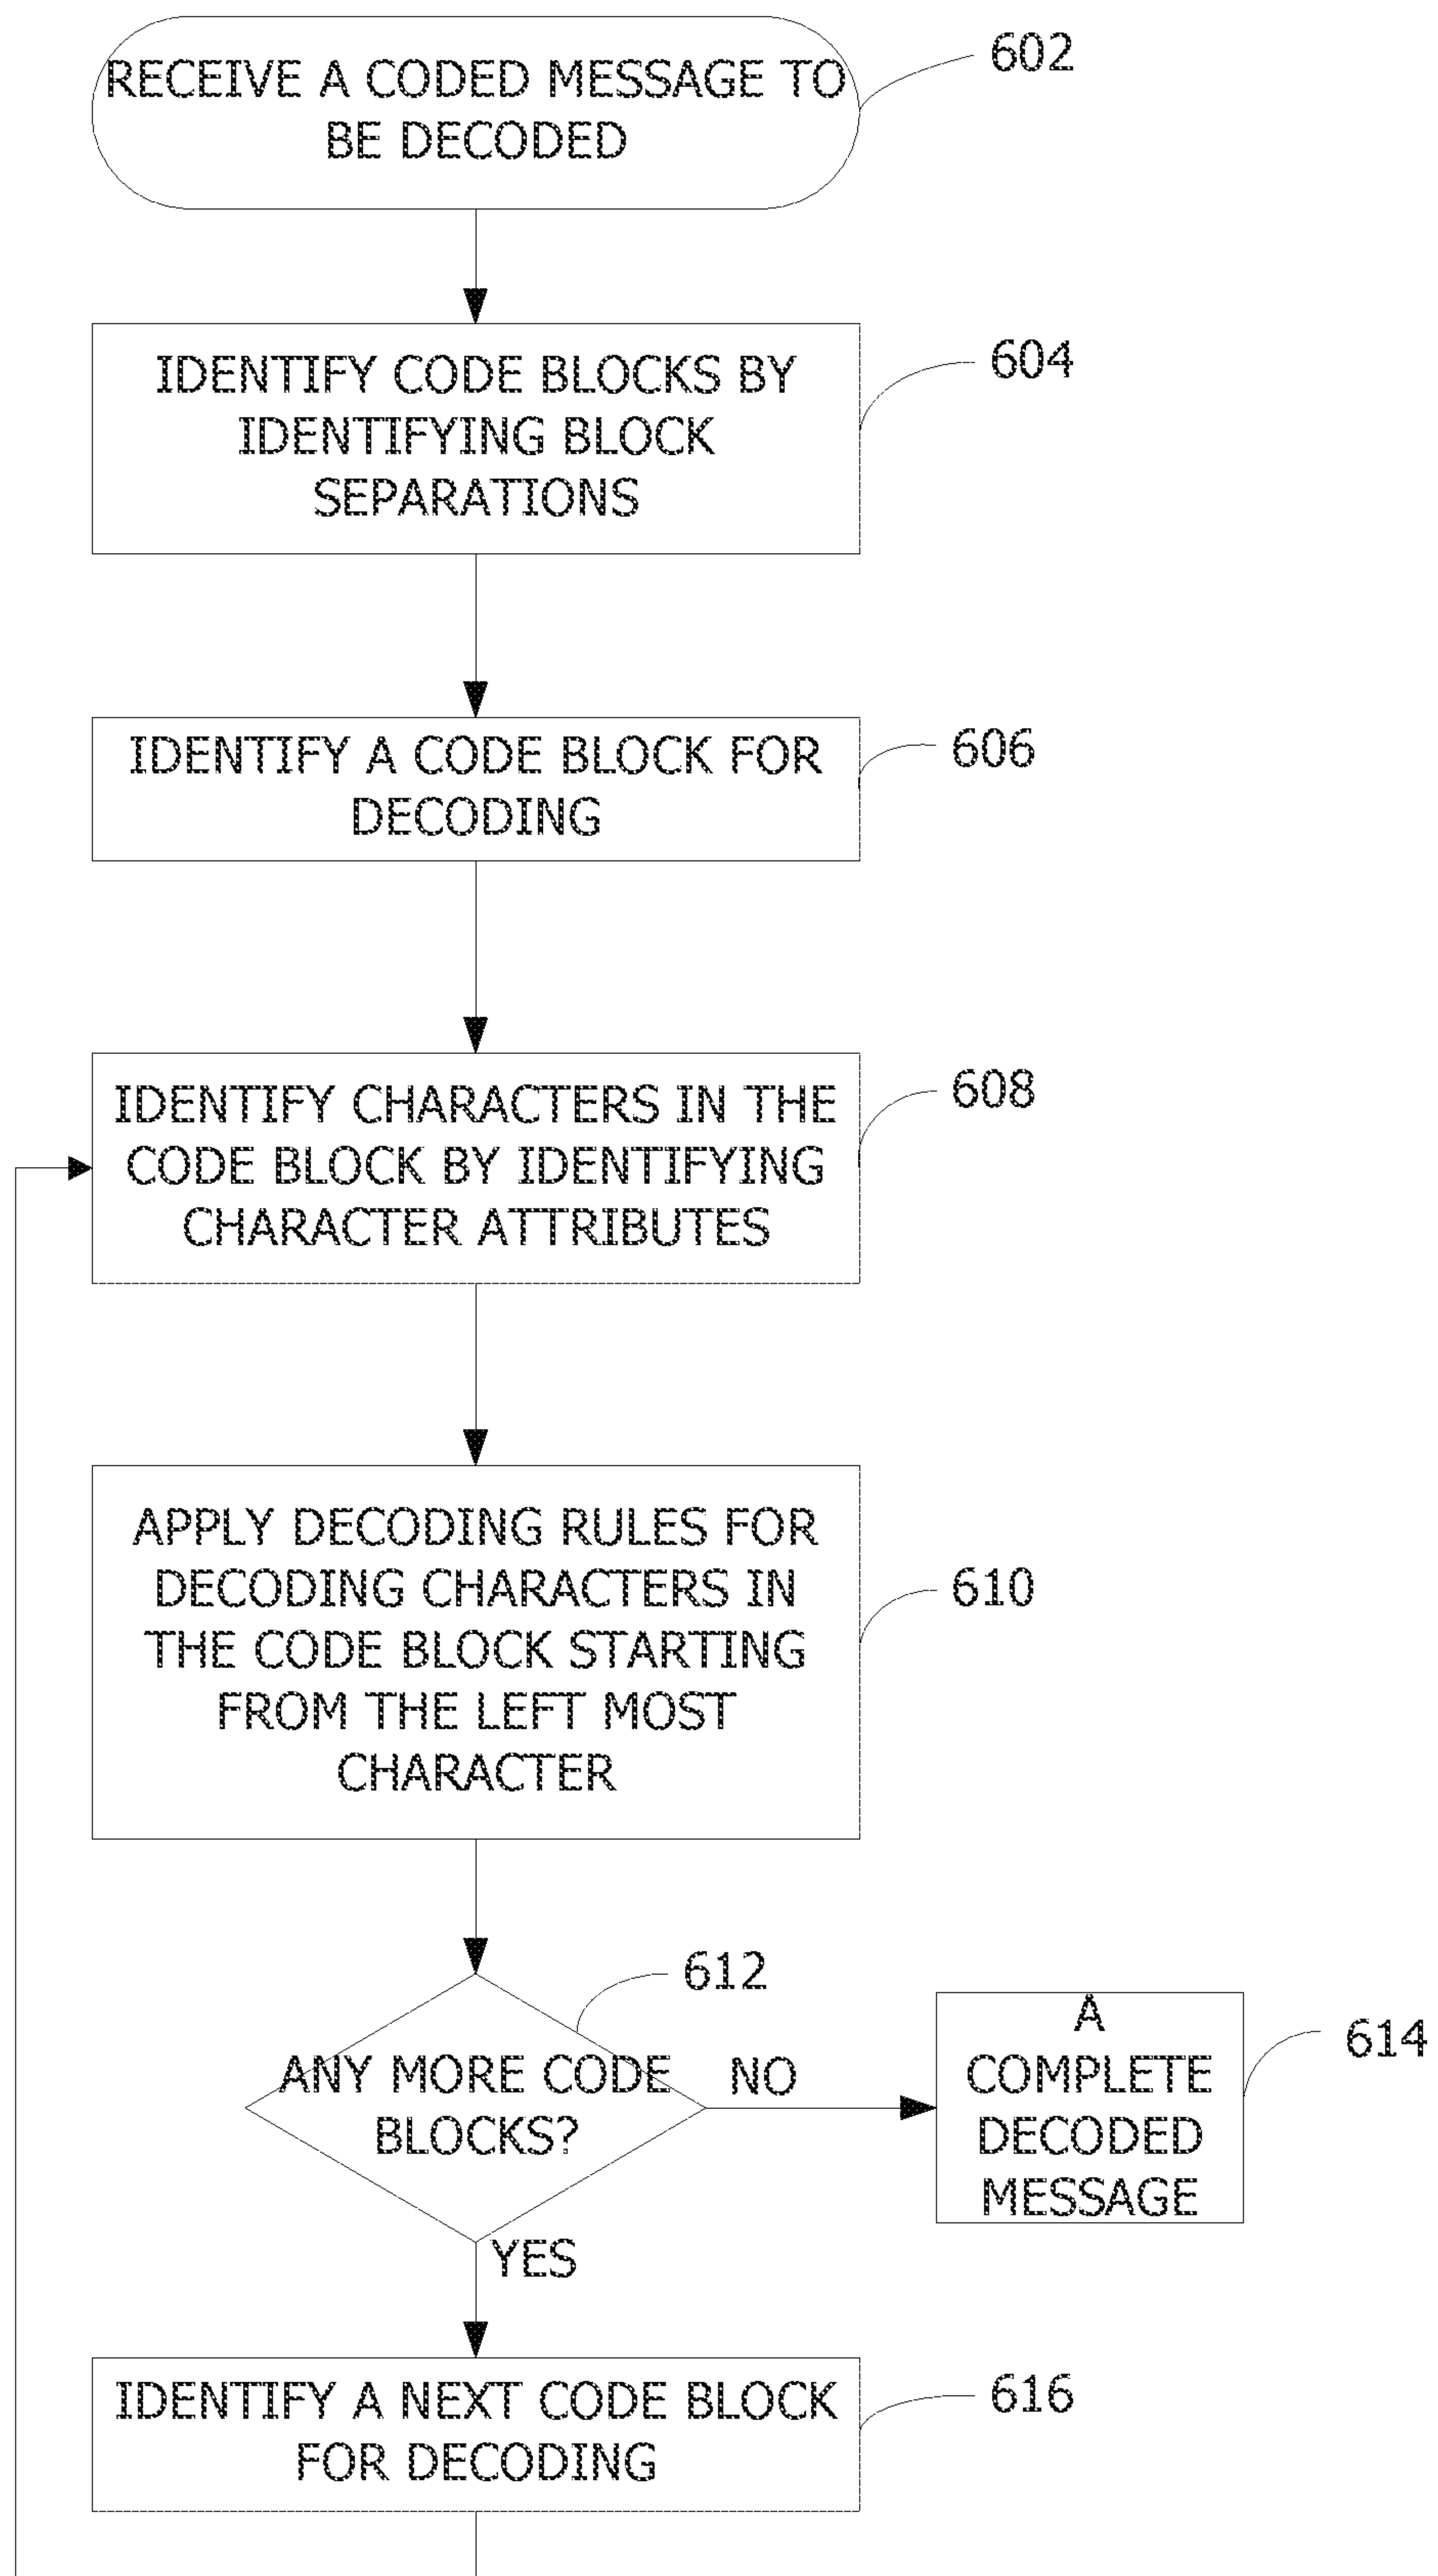 RECEIVE A CODED MESSAGE TO
BE DECODED
602
IDENTIFY CODE BLOCKS BY
IDENTIFYING BLOCK
SEPARATIONS
604
IDENTIFY A CODE BLOCK FOR
DECODING
606
IDENTIFY CHARACTERS IN THE
CODE BLOCK BY IDENTIFYING
CHARACTER ATTRIBUTES
608
APPLY DECODING RULES FOR
DECODING CHARACTERS IN
THE CODE BLOCK STARTING
FROM THE LEFT MOST
CHARACTER
610
612
ANY MORE CODE
BLOCKS?
NO
A
COMPLETE
DECODED
MESSAGE
614
YES
IDENTIFY A NEXT CODE BLOCK
FOR DECODING
616